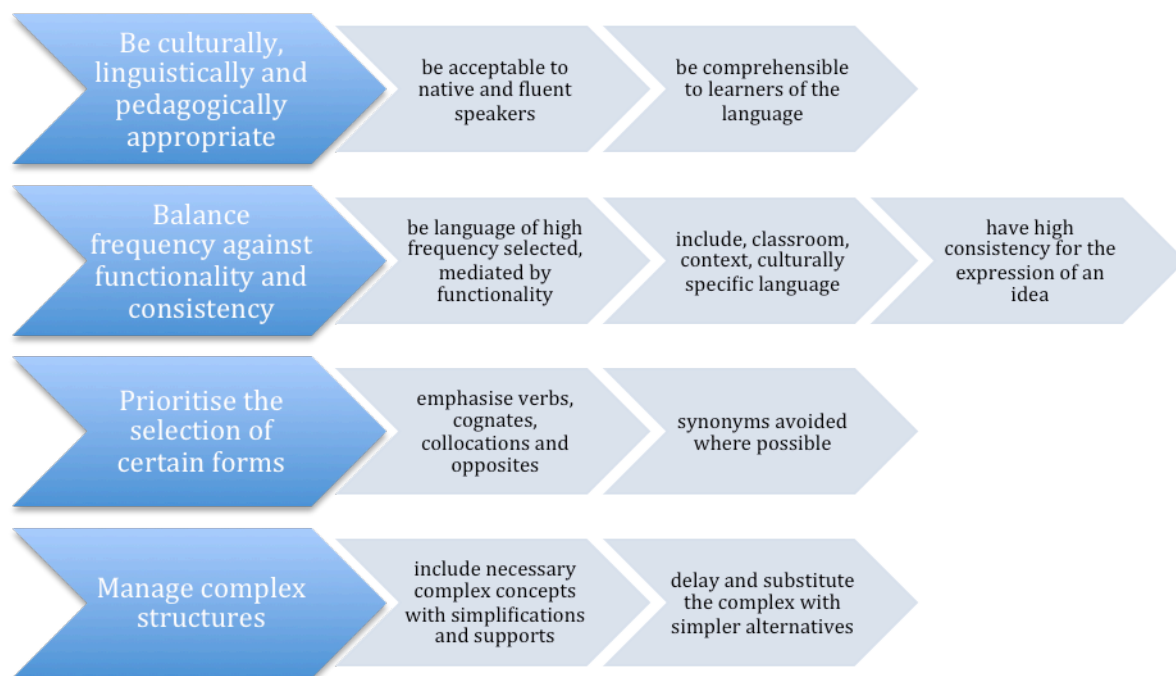 Be culturally,
linguistically and
pedagogically
appropriate
be acceptable to
native and fluent
speakers
be comprehensible
to learners of the
language
Balance
frequency against
functionality and
consistency
be language of high
frequency selected,
mediated by
functionality
include, classroom,
context, culturally
specific language
have high
consistency for the
expression of an
idea
Prioritise the
selection of
certain forms
emphasise verbs,
cognates,
collocations and
opposites
synonyms avoided
where possible
Manage complex
structures
include necessary
complex concepts
with simplifications
and supports
delay and substitute
the complex with
simpler alternatives